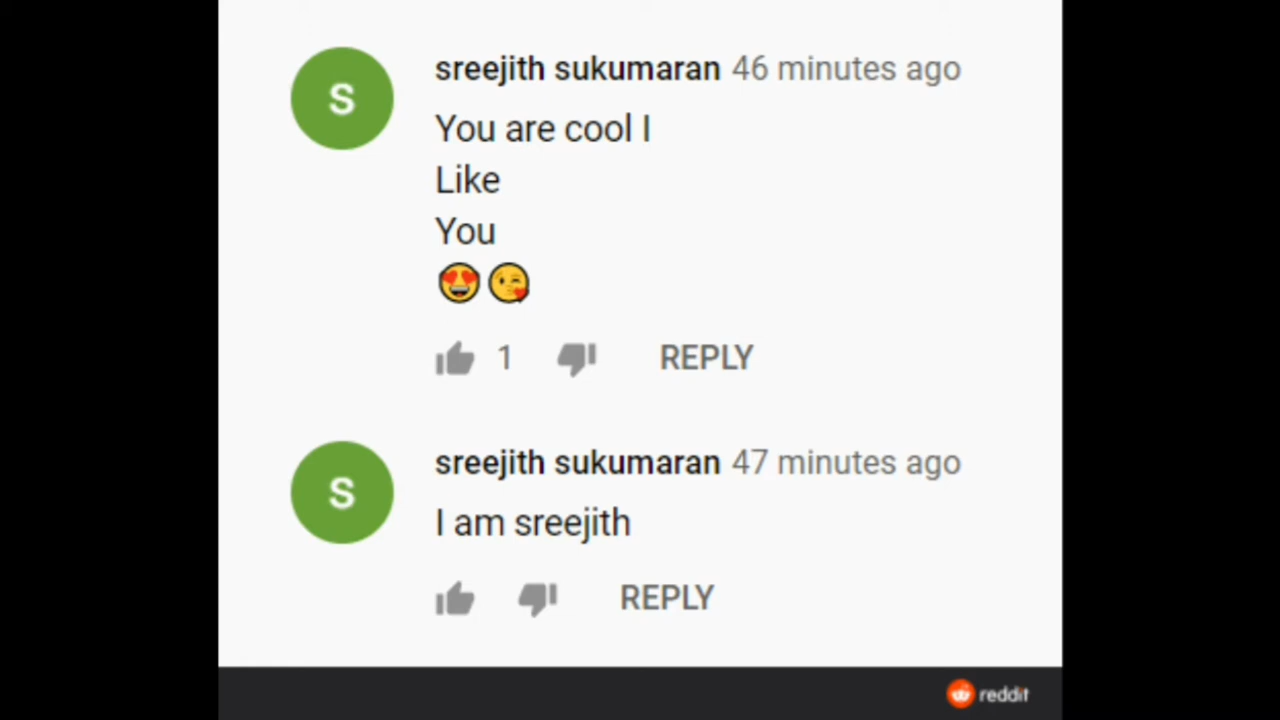 S
sreejith sukumaran 46 minutes ago
You are cool I
Like
You
😍😘
1 REPLY
S
sreejith sukumaran 47 minutes ago
I am sreejith
REPLY
reddit